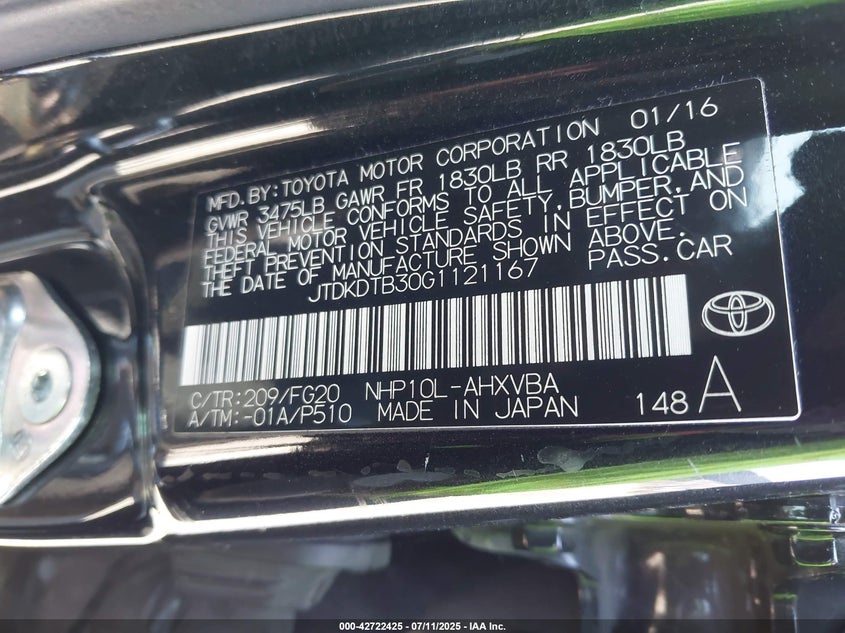 MFD. BY: TOYOTA MOTOR CORPORATION 01/16
GVWR 3475LB GAWR FR 1830LB RR 1830LB
THIS VEHICLE CONFORMS TO ALL APPLICABLE
FEDERAL MOTOR VEHICLE SAFETY, BUMPER, AND
THEFT PREVENTION STANDARDS IN EFFECT ON
THE DATE OF MANUFACTURE SHOWN ABOVE.
JTDKDTB30G1121167 PASS. CAR
C/TR: 209/FG20 NHP10L-AHXVBA
A/TM: -01A/P510 MADE IN JAPAN 148 A
000-42722425 - 07/11/2025 - IAA Inc.